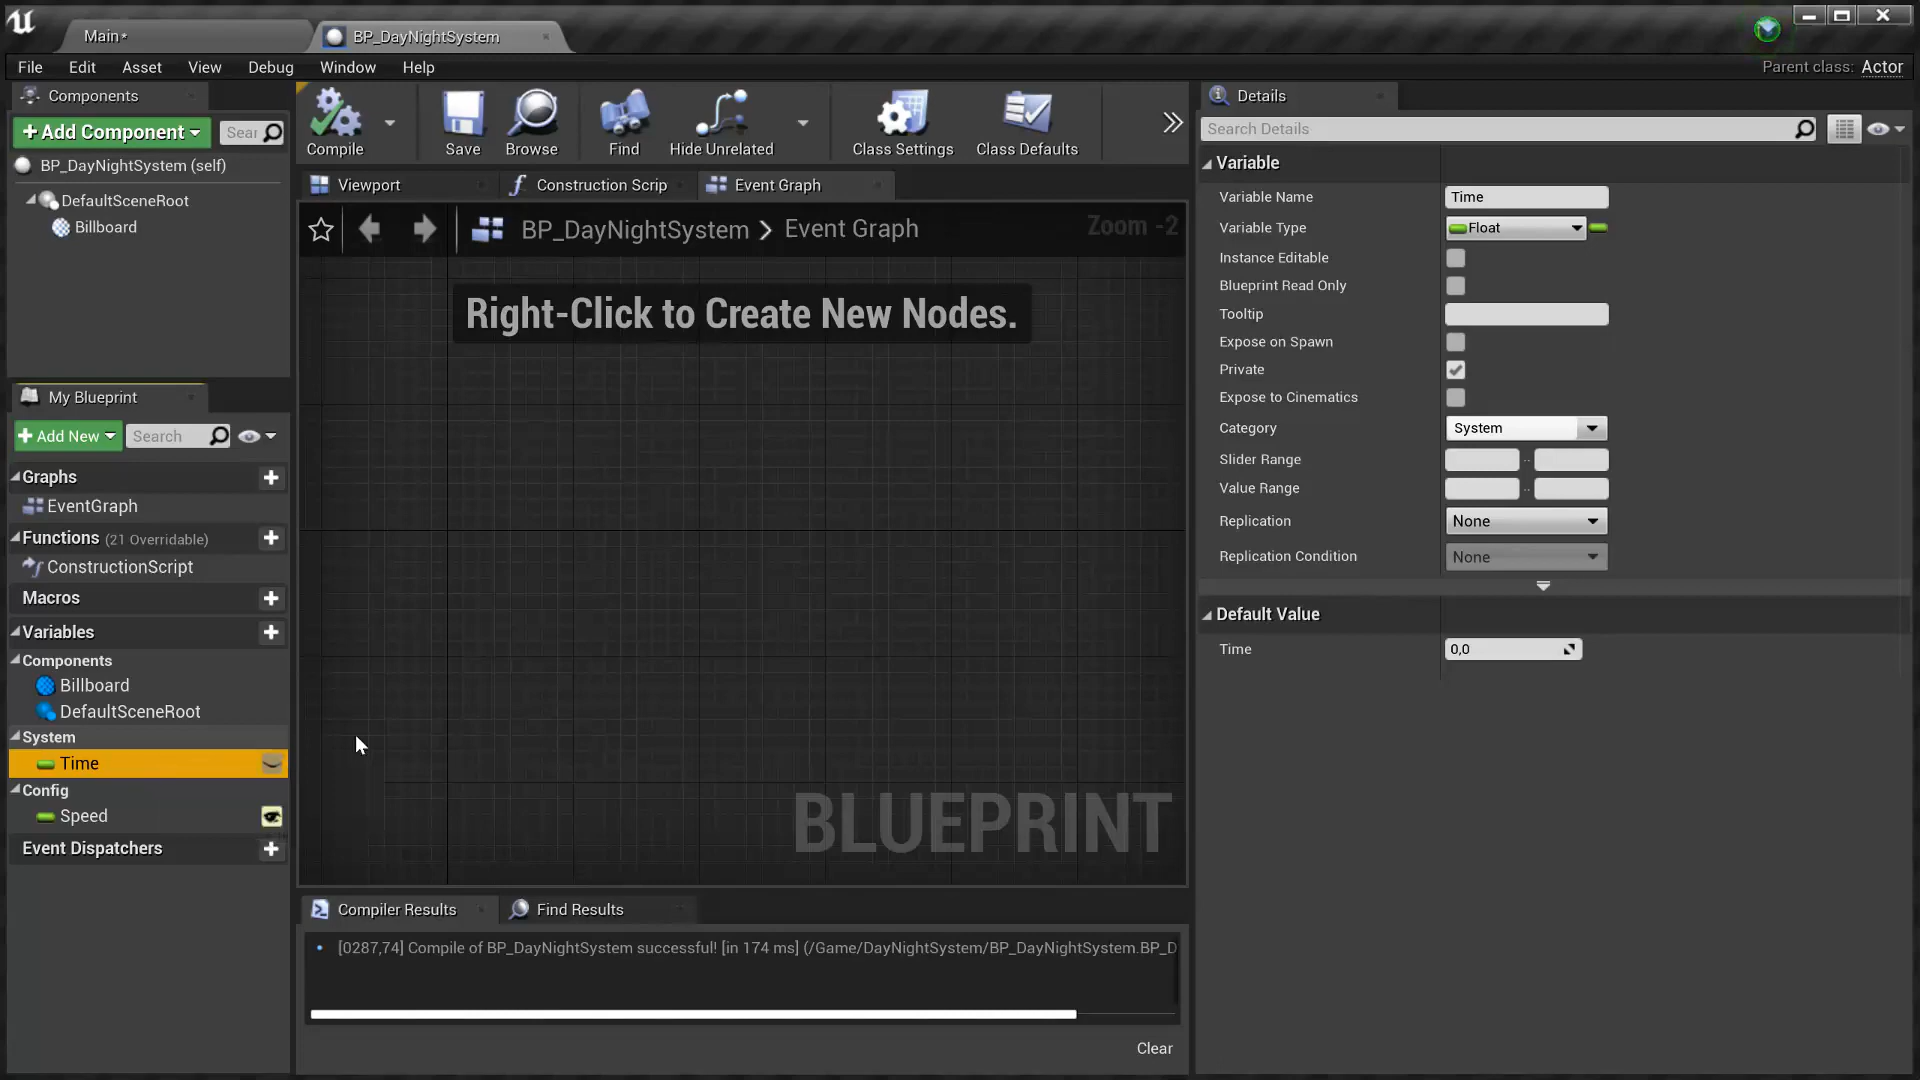 Main*
BP_DayNightSystem
File Edit Asset View Debug Window Help
Parent class: Actor
Components
+Add Component
Sear
BP_DayNightSystem (self)
DefaultSceneRoot
Billboard
Compile
Save
Browse
Find
Hide Unrelated
Class Settings
Class Defaults
Viewport
Construction Scrip
Event Graph
BP_DayNightSystem > Event Graph
Zoom -2
Right-Click to Create New Nodes.
BLUEPRINT
My Blueprint
+Add New
Search
Graphs
EventGraph
Functions (21 Overridable)
ConstructionScript
Macros
Variables
Components
Billboard
DefaultSceneRoot
System
Time
Config
Speed
Event Dispatchers
Compiler Results
Find Results
[0287,74] Compile of BP_DayNightSystem successful! [in 174 ms] (/Game/DayNightSystem/BP_DayNightSystem.BP_D
Clear
Details
Search Details
Variable
Variable Name Time
Variable Type Float
Instance Editable
Blueprint Read Only
Tooltip
Expose on Spawn
Private
Expose to Cinematics
Category System
Slider Range
Value Range
Replication None
Replication Condition None
Default Value
Time 0,0